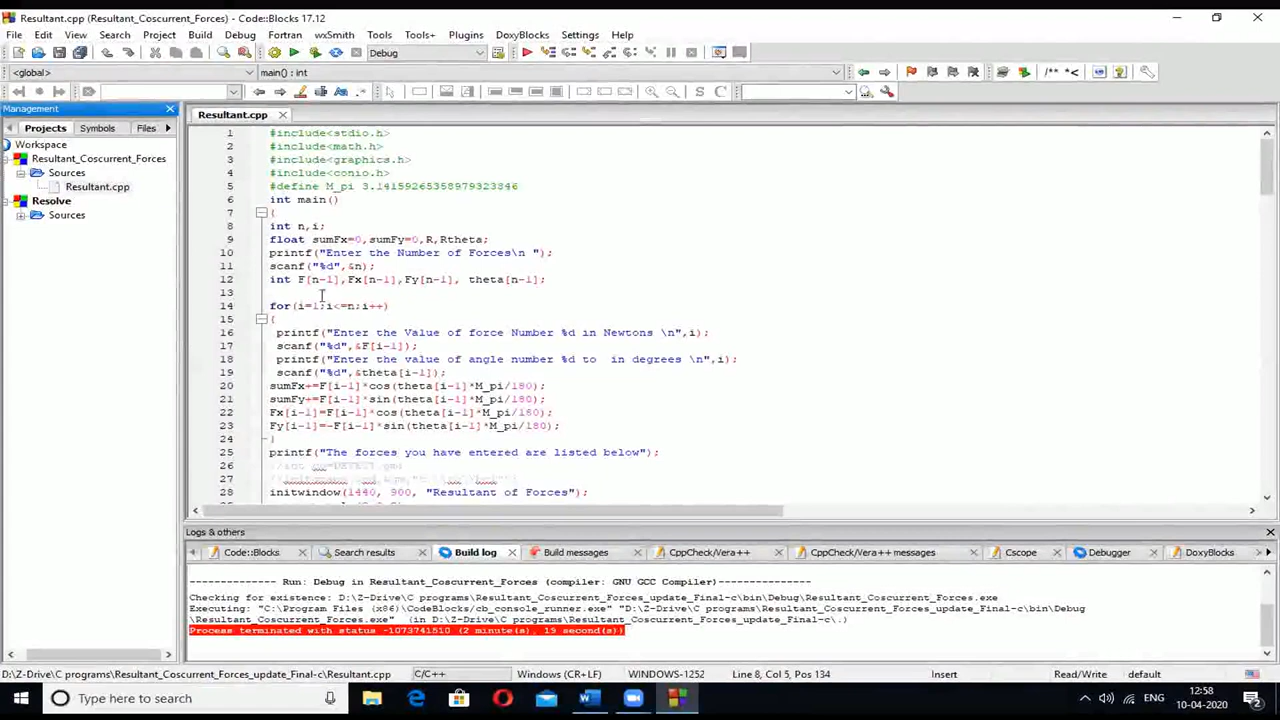 Resultant.cpp (Resultant_Coscurrent_Forces) - Code::Blocks 17.12
File Edit View Search Project Build Debug Fortran wxSmith Tools Tools+ Plugins DoxyBlocks Settings Help
Debug
<global> main() : int
/** *<
S C
Management
Projects Symbols Files
Workspace
Resultant_Coscurrent_Forces
Sources
Resultant.cpp
Resolve
Sources
Resultant.cpp
1 #include<stdio.h>
2 #include<math.h>
3 #include<graphics.h>
4 #include<conio.h>
5 #define M_pi 3.14159265358979323846
6 int main()
7 {
8 int n,i;
9 float sumFx=0,sumFy=0,R,Rtheta;
10 printf("Enter the Number of Forces\n ");
11 scanf("%d",&n);
12 int F[n-1],Fx[n-1],Fy[n-1], theta[n-1];
13
14 for(i=1;i<=n;i++)
15 {
16 printf("Enter the Value of force Number %d in Newtons \n",i);
17 scanf("%d",&F[i-1]);
18 printf("Enter the value of angle number %d to  in degrees \n",i);
19 scanf("%d",&theta[i-1]);
20 sumFx+=F[i-1]*cos(theta[i-1]*M_pi/180);
21 sumFy+=F[i-1]*sin(theta[i-1]*M_pi/180);
22 Fx[i-1]=F[i-1]*cos(theta[i-1]*M_pi/180);
23 Fy[i-1]=-F[i-1]*sin(theta[i-1]*M_pi/180);
24 }
25 printf("The forces you have entered are listed below");
26
27
28 initwindow(1440, 900, "Resultant of Forces");
Logs & others
Code::Blocks Search results Build log Build messages CppCheck/Vera++ CppCheck/Vera++ messages Cscope Debugger DoxyBlocks
-------------- Run: Debug in Resultant_Coscurrent_Forces (compiler: GNU GCC Compiler)---------------
Checking for existence: D:\Z-Drive\C programs\Resultant_Coscurrent_Forces_update_Final-c\bin\Debug\Resultant_Coscurrent_Forces.exe
Executing: "C:\Program Files (x86)\CodeBlocks/cb_console_runner.exe" "D:\Z-Drive\C programs\Resultant_Coscurrent_Forces_update_Final-c\bin\Debug
\Resultant_Coscurrent_Forces.exe"  (in D:\Z-Drive\C programs\Resultant_Coscurrent_Forces_update_Final-c\.)
Process terminated with status -1073741510 (2 minute(s), 19 second(s))
D:\Z-Drive\C programs\Resultant_Coscurrent_Forces_update_Final-c\Resultant.cpp C/C++ Windows (CR+LF) WINDOWS-1252 Line 8, Col 5, Pos 134 Insert Read/Write default
Type here to search
ENG
12:58
10-04-2020
2